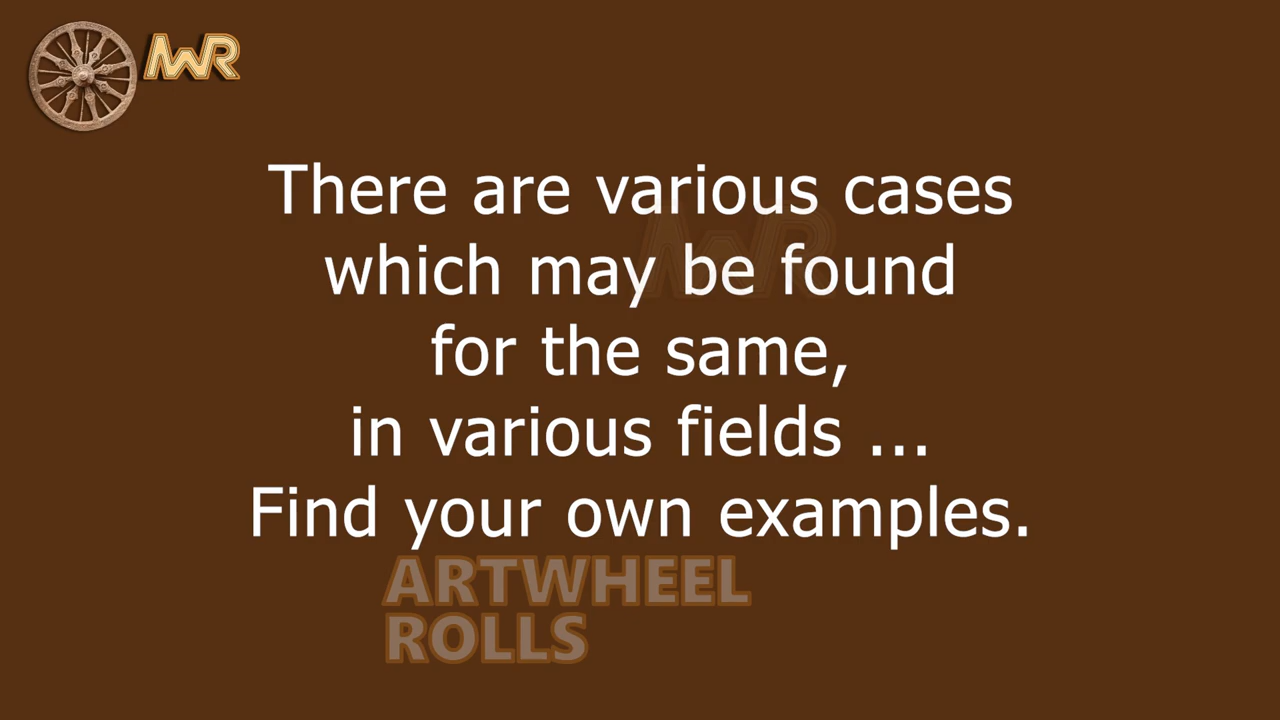 AWR
There are various cases
which may be found
for the same,
in various fields ...
Find your own examples.
ARTWHEEL
ROLLS